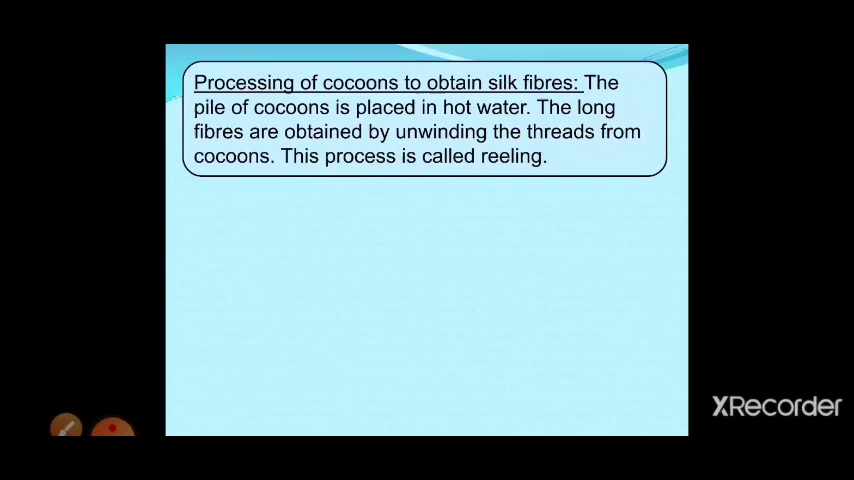 Processing of cocoons to obtain silk fibres: The
pile of cocoons is placed in hot water. The long
fibres are obtained by unwinding the threads from
cocoons. This process is called reeling.
XRecorder